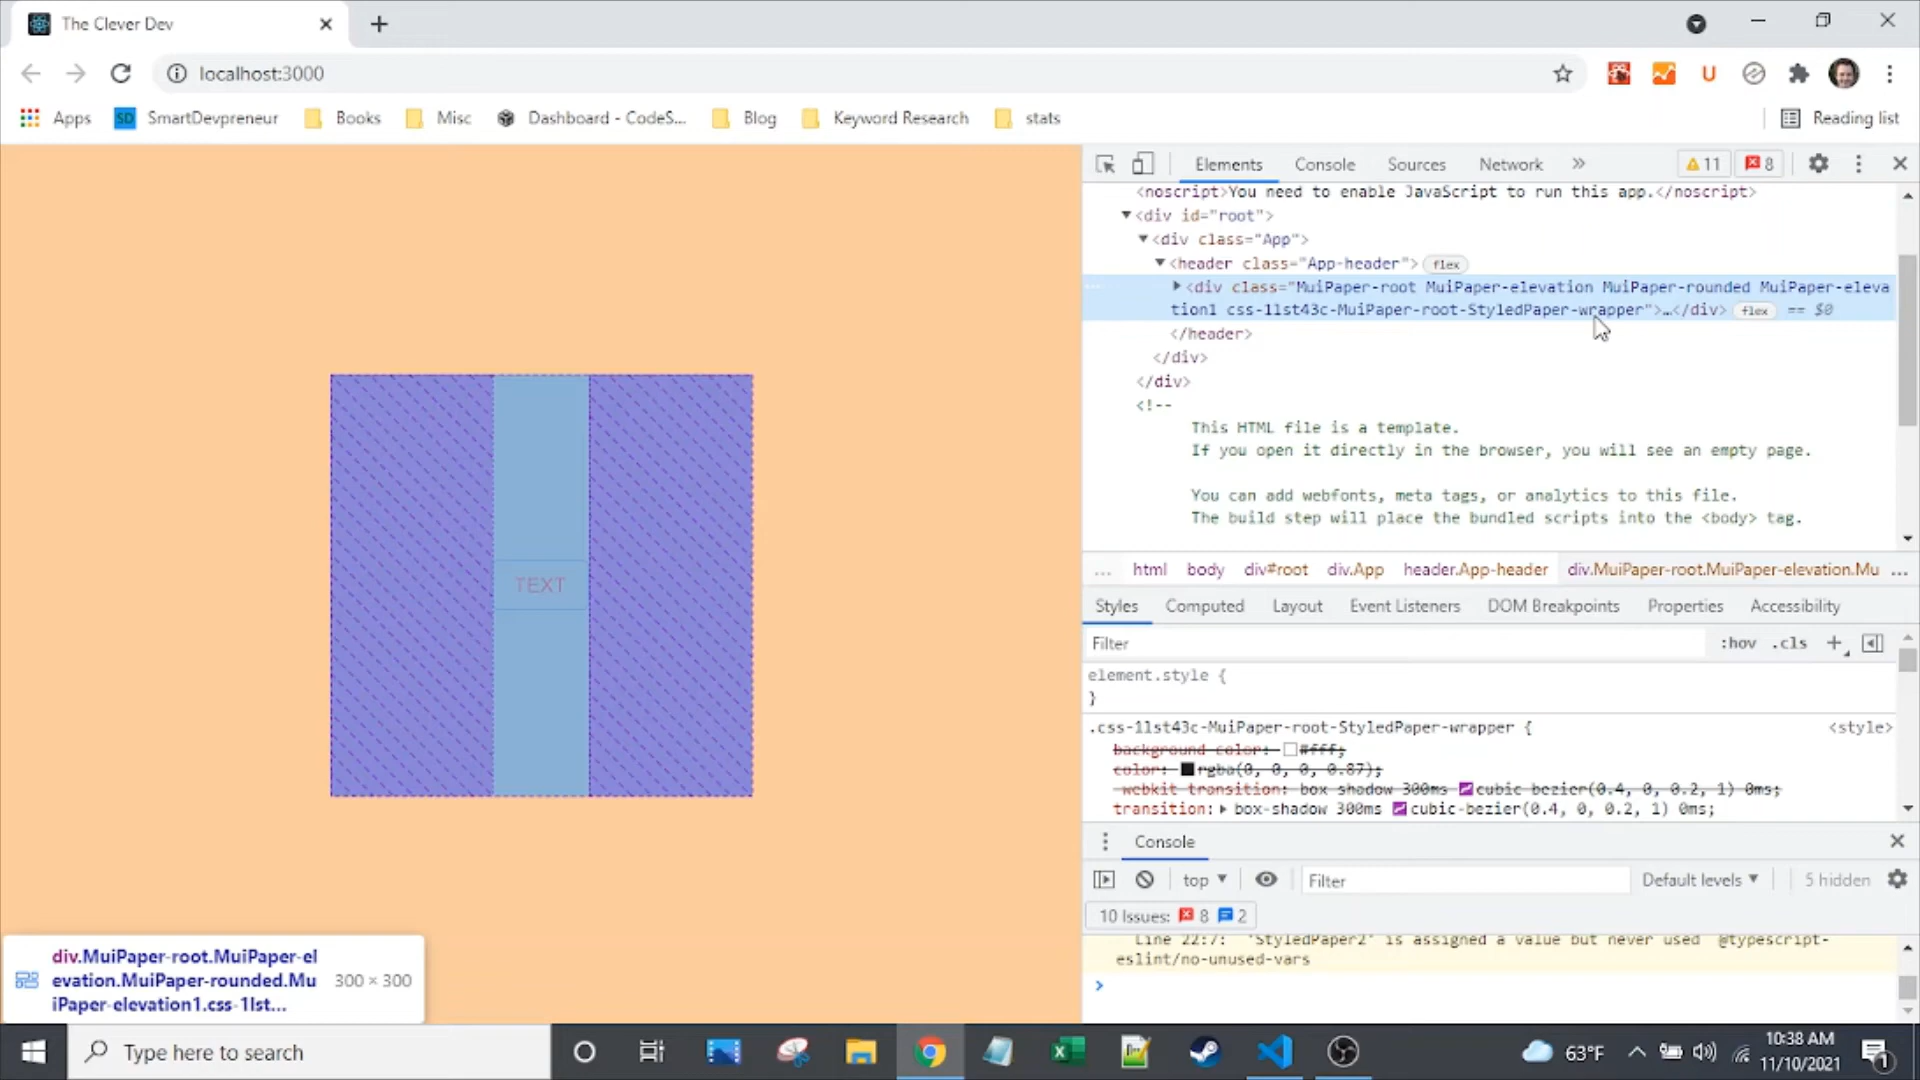 The Clever Dev
localhost:3000
Apps SmartDevpreneur Books Misc Dashboard - CodeS... Blog Keyword Research stats Reading list
Elements Console Sources Network 11 8
<noscript>You need to enable JavaScript to run this app.</noscript>
<div id="root">
<div class="App">
<header class="App-header"> flex
<div class="MuiPaper-root MuiPaper-elevation MuiPaper-rounded MuiPaper-eleva
tion1 css-1lst43c-MuiPaper-root-StyledPaper-wrapper">…</div> flex == $0
</header>
</div>
</div>
<!--
This HTML file is a template.
If you open it directly in the browser, you will see an empty page.
You can add webfonts, meta tags, or analytics to this file.
The build step will place the bundled scripts into the <body> tag.
... html body div#root div.App header.App-header div.MuiPaper-root.MuiPaper-elevation.Mu ...
Styles Computed Layout Event Listeners DOM Breakpoints Properties Accessibility
Filter :hov .cls +
element.style {
}
.css-1lst43c-MuiPaper-root-StyledPaper-wrapper { <style>
background-color: #fff;
color: rgba(0, 0, 0, 0.87);
-webkit-transition: box-shadow 300ms cubic-bezier(0.4, 0, 0.2, 1) 0ms;
transition: box-shadow 300ms cubic-bezier(0.4, 0, 0.2, 1) 0ms;
Console
top Filter Default levels 5 hidden
10 Issues: 8 2
Line 22:7: 'StyledPaper2' is assigned a value but never used @typescript-
eslint/no-unused-vars
TEXT
div.MuiPaper-root.MuiPaper-el
evation.MuiPaper-rounded.Mu 300 × 300
iPaper-elevation1.css-1lst...
Type here to search
63°F
10:38 AM
11/10/2021
1